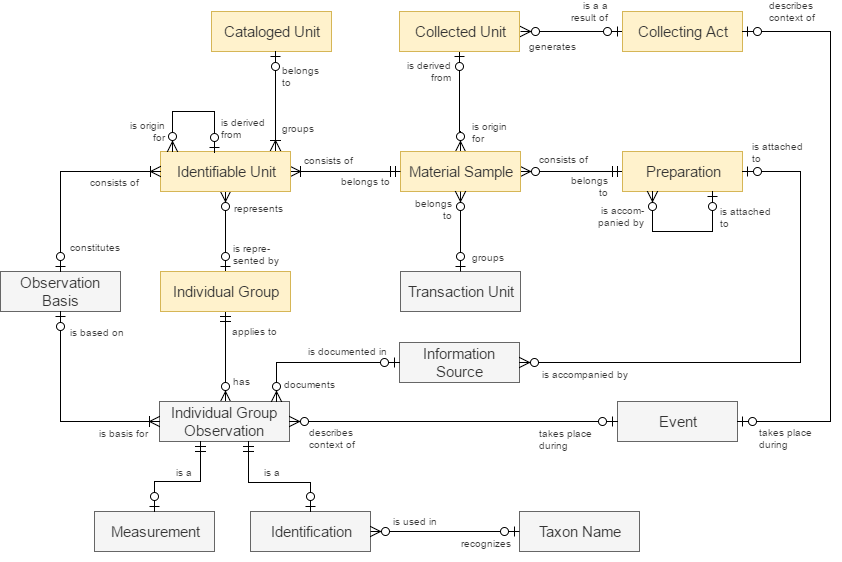 is a a
result of
describes
context of
Cataloged Unit
Collected Unit
Collecting Act
generates
belongs
to
is derived
from
is origin
for
is derived
from
groups
is origin
for
is attached
to
Identifiable Unit
consists of
belongs to
Material Sample
consists of
belongs
to
Preparation
consists of
represents
belongs
to
is accom-
panied by
is attached
to
constitutes
is repre-
sented by
groups
Observation
Basis
Individual Group
Transaction Unit
is based on
applies to
is documented in
Information
Source
is accompanied by
has
documents
Individual Group
Observation
is basis for
describes
context of
takes place
during
Event
takes place
during
is a
is a
Measurement
Identification
is used in
recognizes
Taxon Name